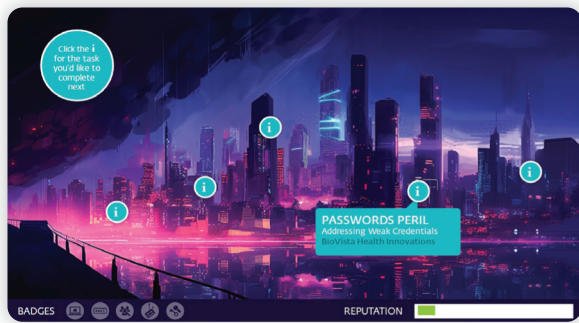 Click the i
for the task
you'd like to
complete
next
i
i
i
i
i
PASSWORDS PERIL
Addressing Weak Credentials
BioVista Health Innovations
BADGES
REPUTATION